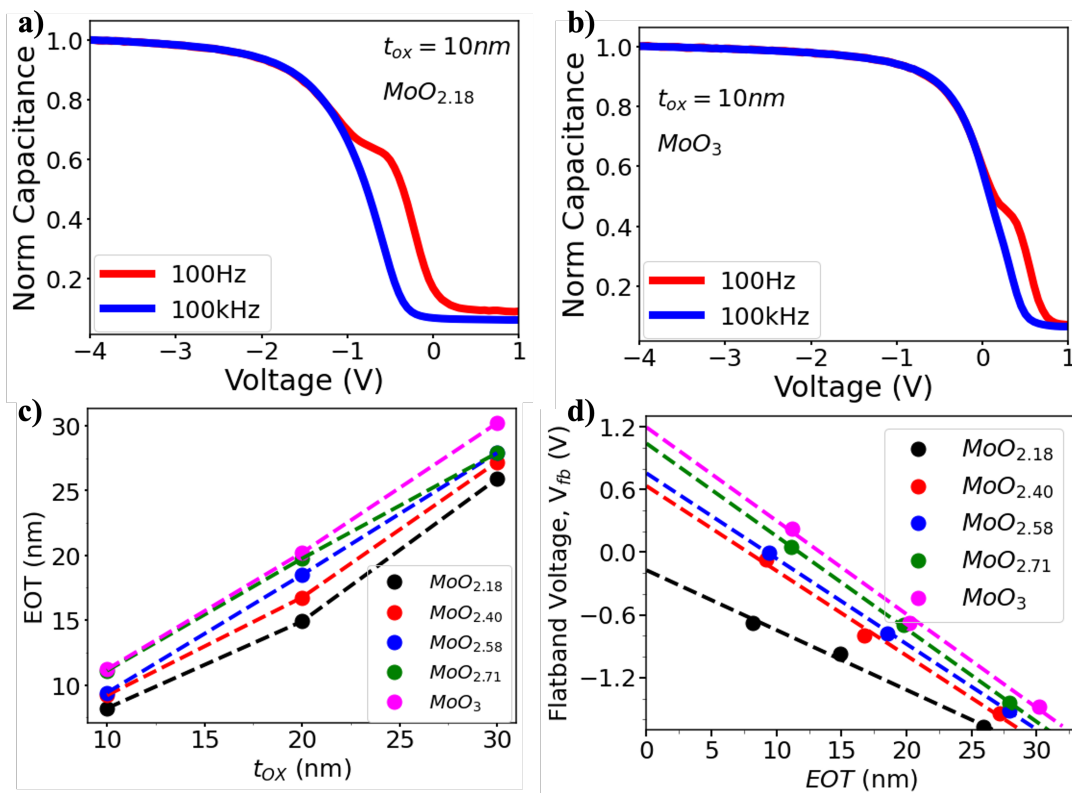 a)
t_ox = 10nm
MoO_2.18
Norm Capacitance
1.0
0.8
0.6
0.4
0.2
100Hz
100kHz
−4 −3 −2 −1 0 1
Voltage (V)
b)
t_ox = 10nm
MoO_3
Norm Capacitance
1.0
0.8
0.6
0.4
0.2
100Hz
100kHz
−4 −3 −2 −1 0 1
Voltage (V)
c)
EOT (nm)
30
25
20
15
10
MoO_2.18
MoO_2.40
MoO_2.58
MoO_2.71
MoO_3
10 15 20 25 30
t_OX (nm)
d)
Flatband Voltage, V_fb (V)
1.2
0.6
0.0
−0.6
−1.2
MoO_2.18
MoO_2.40
MoO_2.58
MoO_2.71
MoO_3
0 5 10 15 20 25 30
EOT (nm)